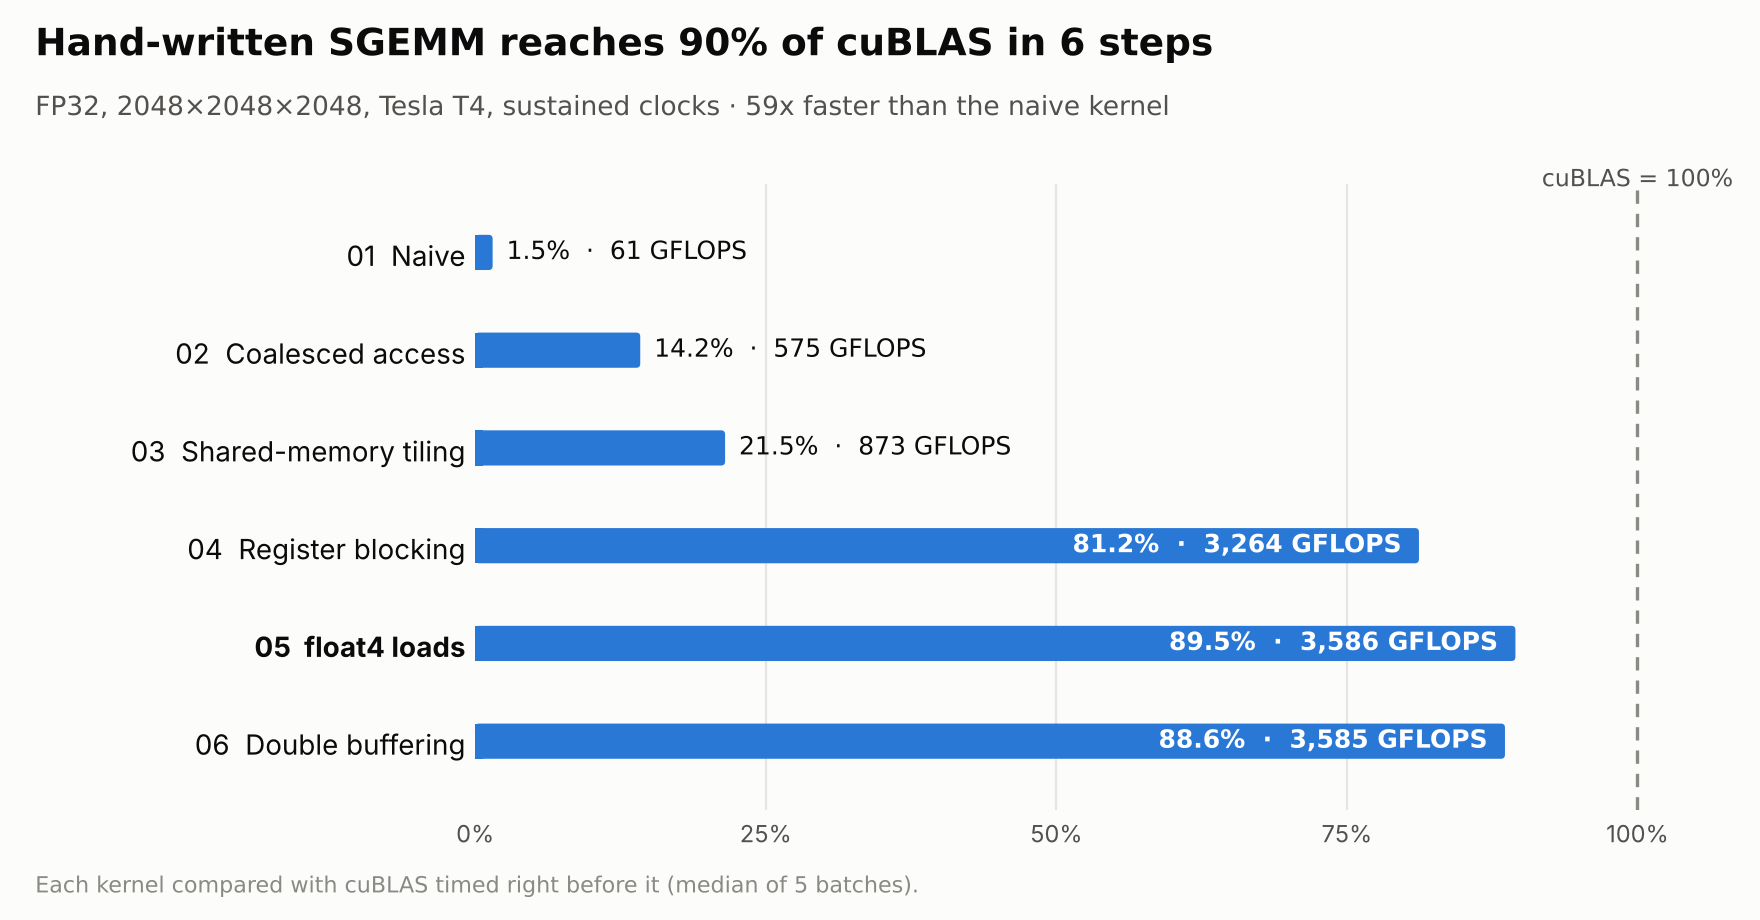 Hand-written SGEMM reaches 90% of cuBLAS in 6 steps
FP32, 2048×2048×2048, Tesla T4, sustained clocks · 59x faster than the naive kernel
cuBLAS = 100%
01 Naive 1.5% · 61 GFLOPS
02 Coalesced access 14.2% · 575 GFLOPS
03 Shared-memory tiling 21.5% · 873 GFLOPS
04 Register blocking 81.2% · 3,264 GFLOPS
05 float4 loads 89.5% · 3,586 GFLOPS
06 Double buffering 88.6% · 3,585 GFLOPS
0% 25% 50% 75% 100%
Each kernel compared with cuBLAS timed right before it (median of 5 batches).